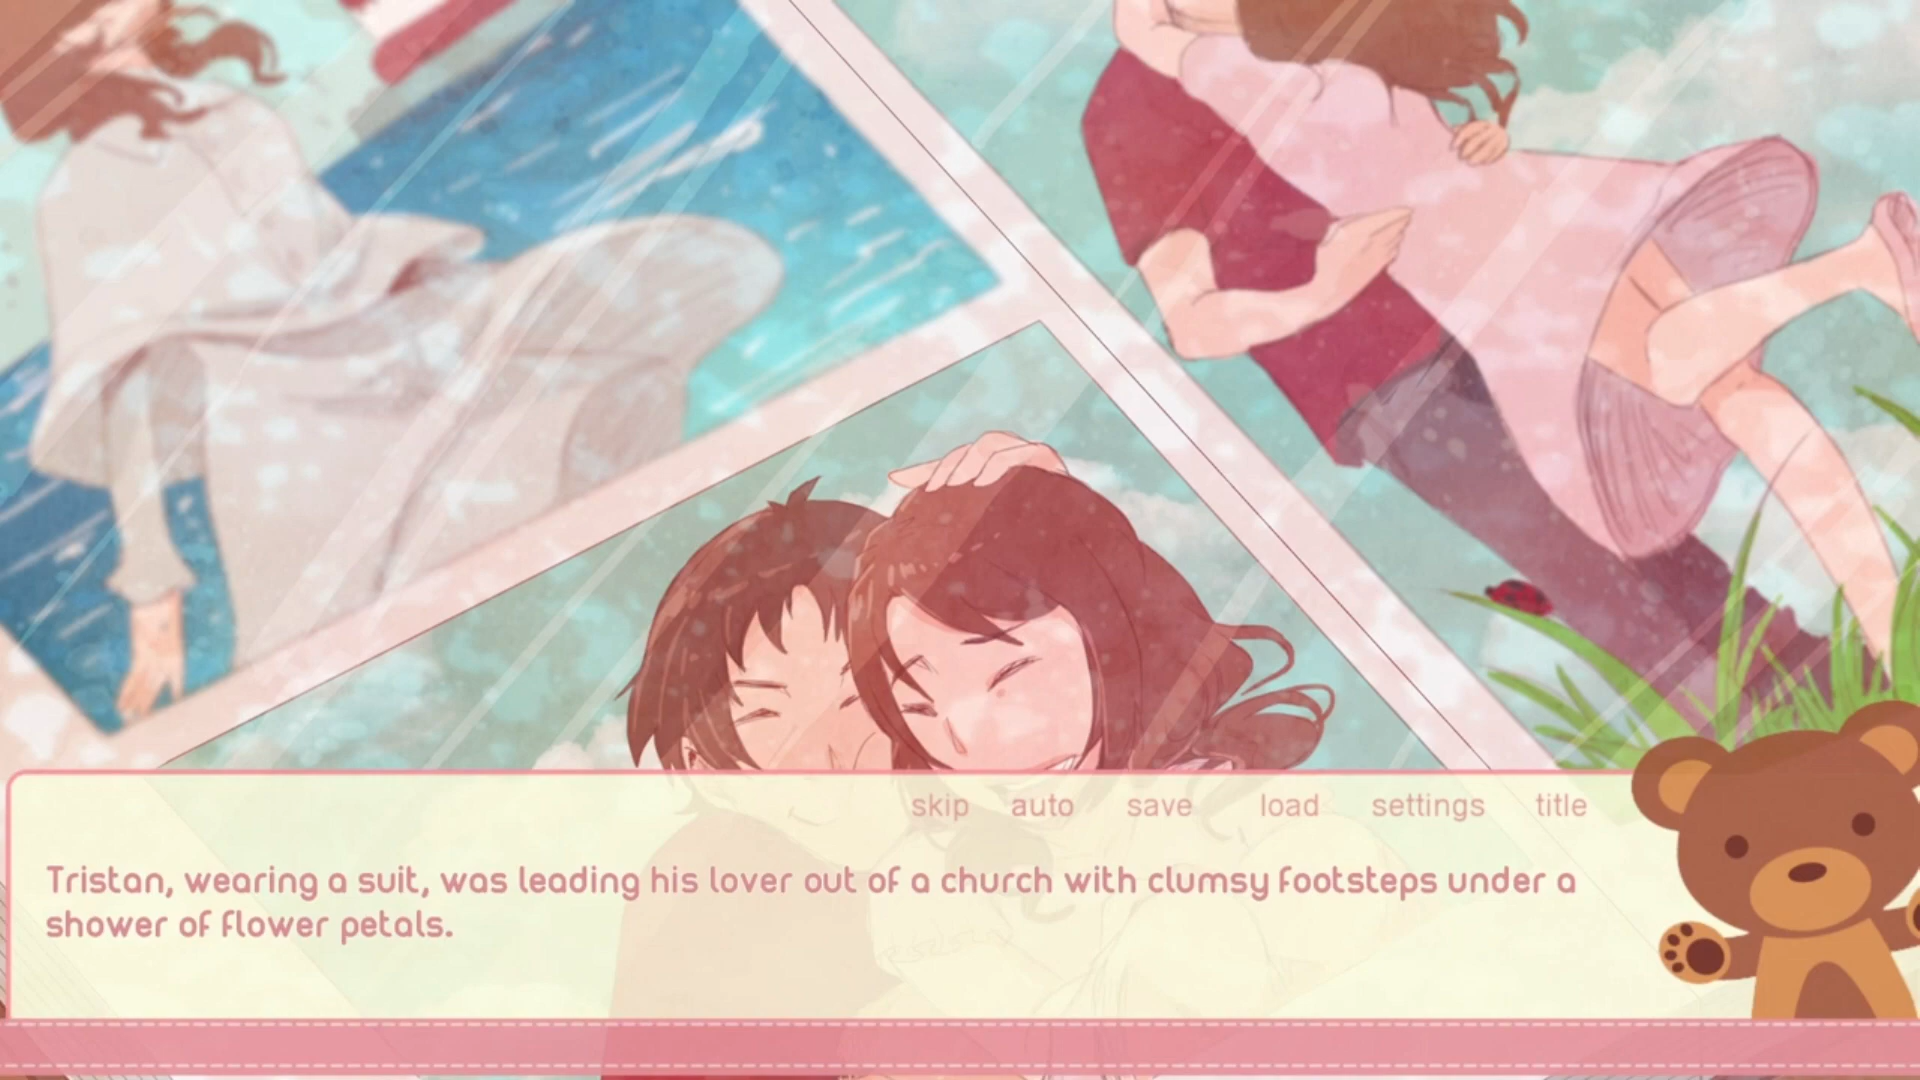 skip auto save load settings title
Tristan, wearing a suit, was leading his lover out of a church with clumsy footsteps under a
shower of flower petals.